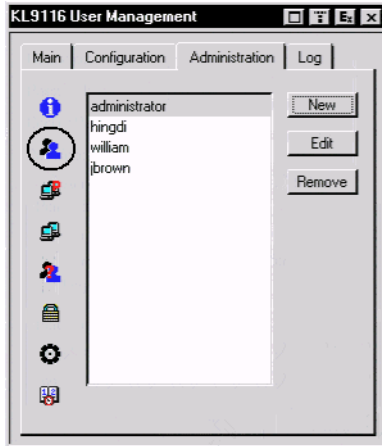 KL9116 User Management
Main Configuration Administration Log
administrator
hingdi
william
jbrown
New
Edit
Remove